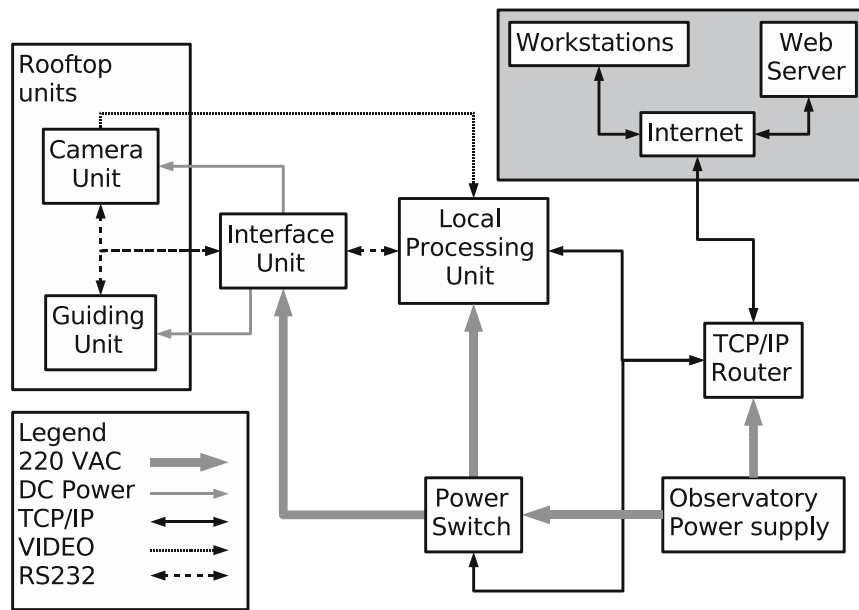 Rooftop
units
Camera
Unit
Guiding
Unit
Interface
Unit
Local
Processing
Unit
Workstations
Web
Server
Internet
TCP/IP
Router
Power
Switch
Observatory
Power supply
Legend
220 VAC
DC Power
TCP/IP
VIDEO
RS232